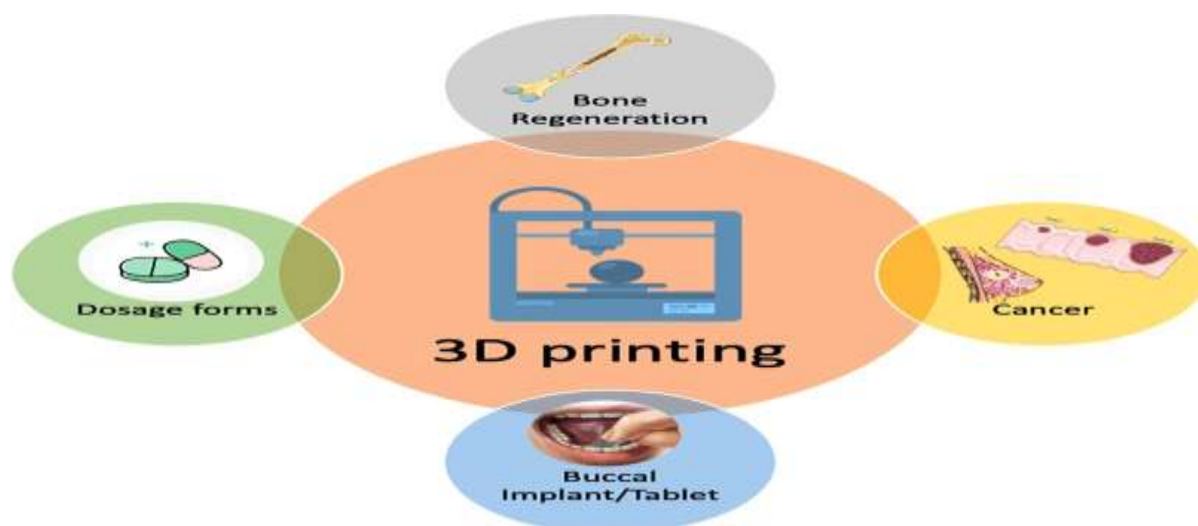 Bone
Regeneration
Dosage forms
Cancer
3D printing
Buccal
Implant/Tablet